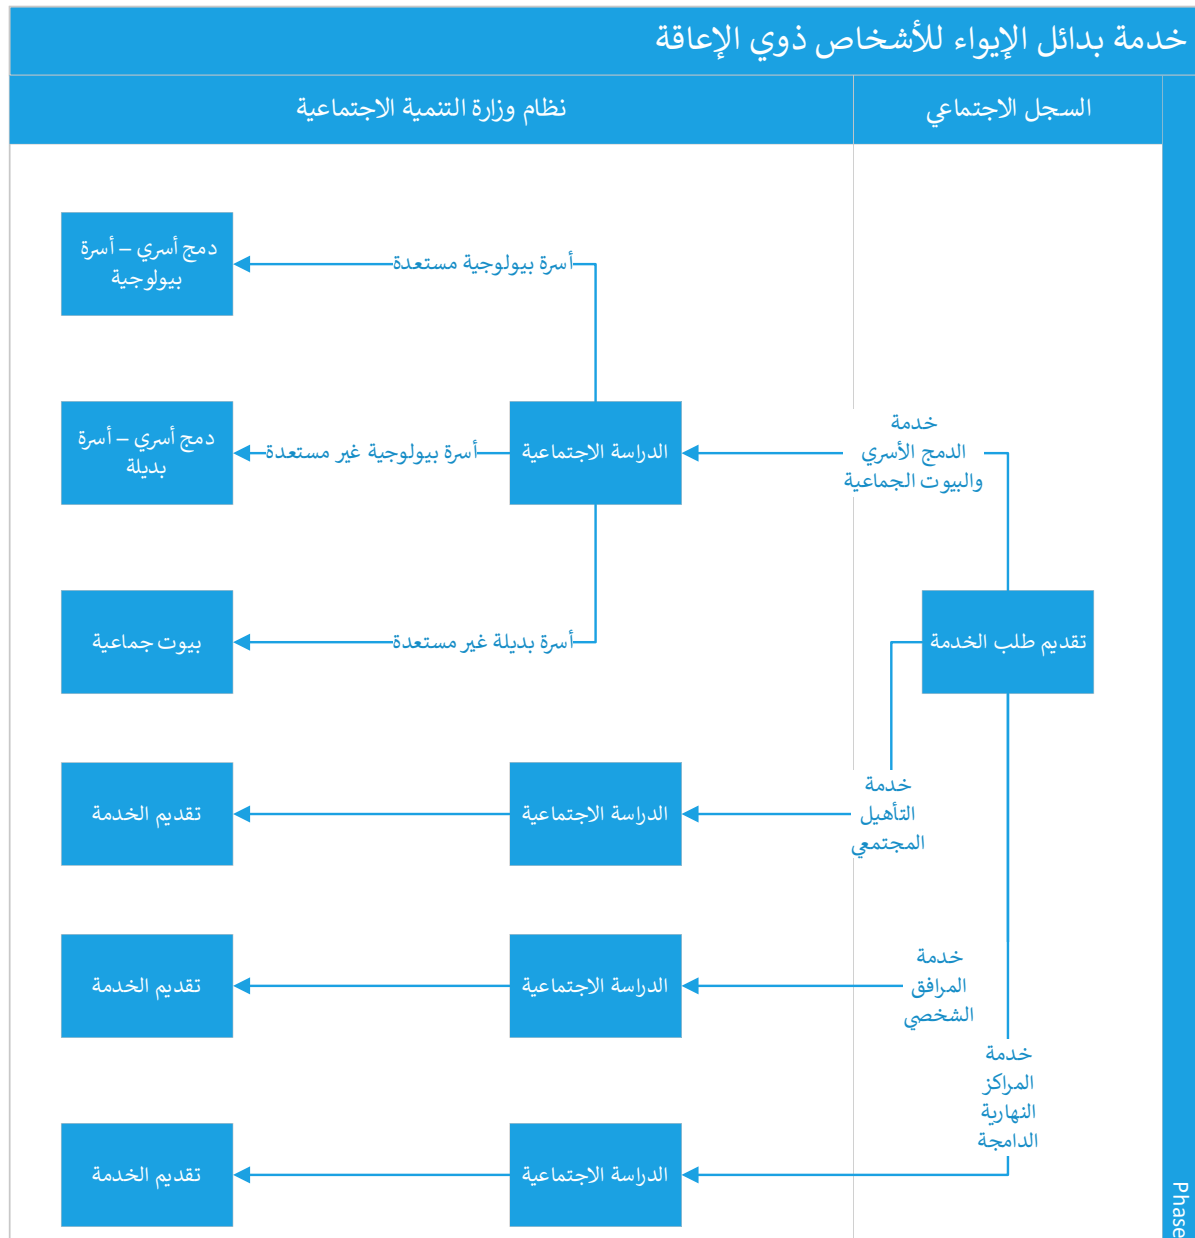 خدمة بدائل الإيواء للأشخاص ذوي الإعاقة
السجل الاجتماعي
نظام وزارة التنمية الاجتماعية
أسرة بيولوجية مستعدة
دمج أسري – أسرة
بيولوجية
خدمة
الدمج الأسري
والبيوت الجماعية
الدراسة الاجتماعية
أسرة بيولوجية غير مستعدة
دمج أسري – أسرة
بديلة
تقديم طلب الخدمة
أسرة بديلة غير مستعدة
بيوت جماعية
خدمة
التأهيل
المجتمعي
الدراسة الاجتماعية
تقديم الخدمة
خدمة
المرافق
الشخصي
الدراسة الاجتماعية
تقديم الخدمة
خدمة
المراكز
النهارية
الدامجة
الدراسة الاجتماعية
تقديم الخدمة
Phase